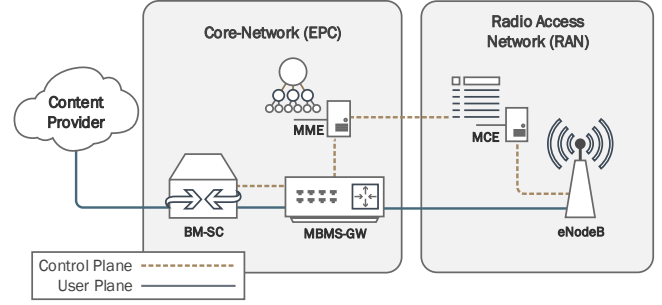 Core-Network (EPC)
Radio Access
Network (RAN)
Content
Provider
MME
MCE
BM-SC
MBMS-GW
eNodeB
Control Plane
User Plane